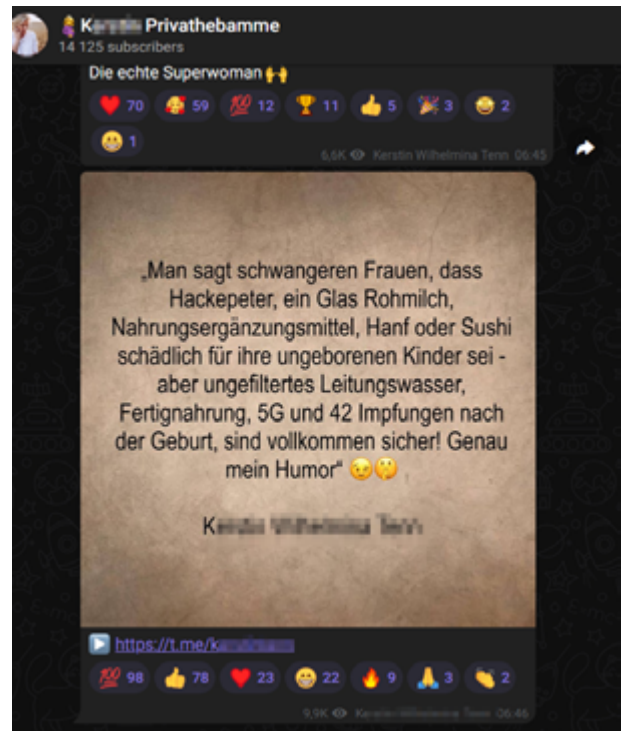 K Privathebamme
14 125 subscribers
Die echte Superwoman
70 59 12 11 5 3 2
1
6,6K Kerstin Wilhelmina Tenn 06:45
„Man sagt schwangeren Frauen, dass
Hackepeter, ein Glas Rohmilch,
Nahrungsergänzungsmittel, Hanf oder Sushi
schädlich für ihre ungeborenen Kinder sei -
aber ungefiltertes Leitungswasser,
Fertignahrung, 5G und 42 Impfungen nach
der Geburt, sind vollkommen sicher! Genau
mein Humor“
K
https://t.me/k
98 78 23 22 9 3 2
9,9K 06:46